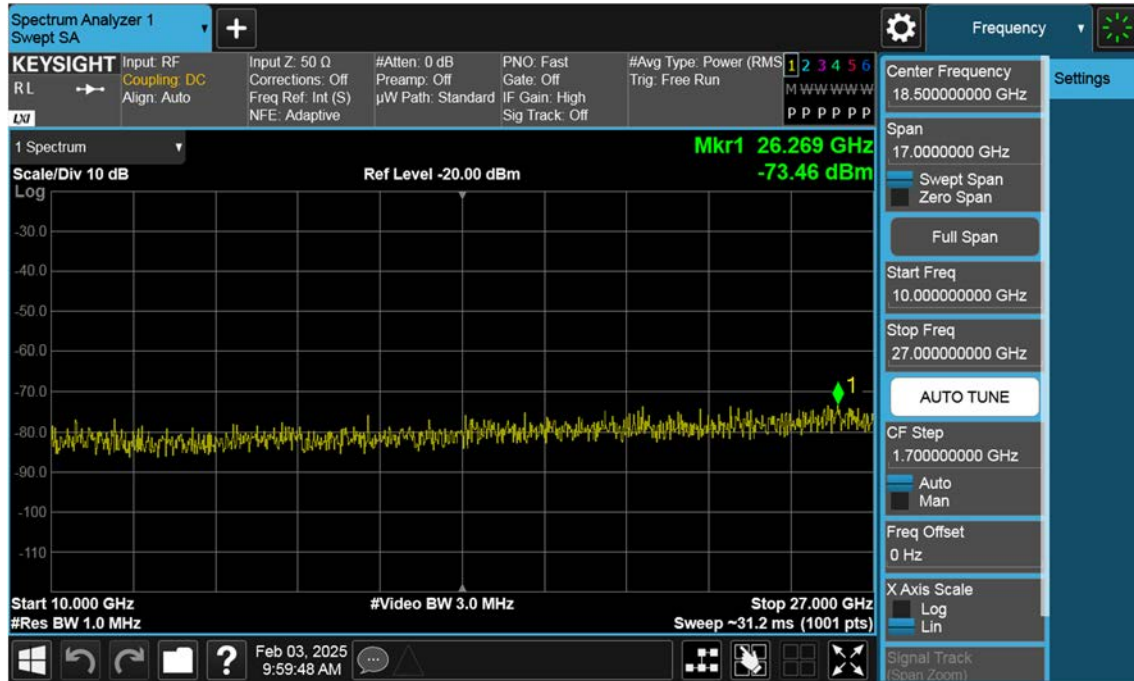 Spectrum Analyzer 1
Swept SA
Frequency
KEYSIGHT
R L
LXI
Input: RF
Coupling: DC
Align: Auto
Input Z: 50 Ω
Corrections: Off
Freq Ref: Int (S)
NFE: Adaptive
#Atten: 0 dB
Preamp: Off
µW Path: Standard
PNO: Fast
Gate: Off
IF Gain: High
Sig Track: Off
#Avg Type: Power (RMS
Trig: Free Run
1 2 3 4 5 6
M W W W W W
P P P P P P
1 Spectrum
Mkr1 26.269 GHz
-73.46 dBm
Scale/Div 10 dB
Ref Level -20.00 dBm
Log
-30.0
-40.0
-50.0
-60.0
-70.0
-80.0
-90.0
-100
-110
1
Start 10.000 GHz
#Video BW 3.0 MHz
Stop 27.000 GHz
#Res BW 1.0 MHz
Sweep ~31.2 ms (1001 pts)
Feb 03, 2025
9:59:48 AM
?
Center Frequency
18.500000000 GHz
Settings
Span
17.0000000 GHz
Swept Span
Zero Span
Full Span
Start Freq
10.000000000 GHz
Stop Freq
27.000000000 GHz
AUTO TUNE
CF Step
1.700000000 GHz
Auto
Man
Freq Offset
0 Hz
X Axis Scale
Log
Lin
Signal Track
(Span Zoom)